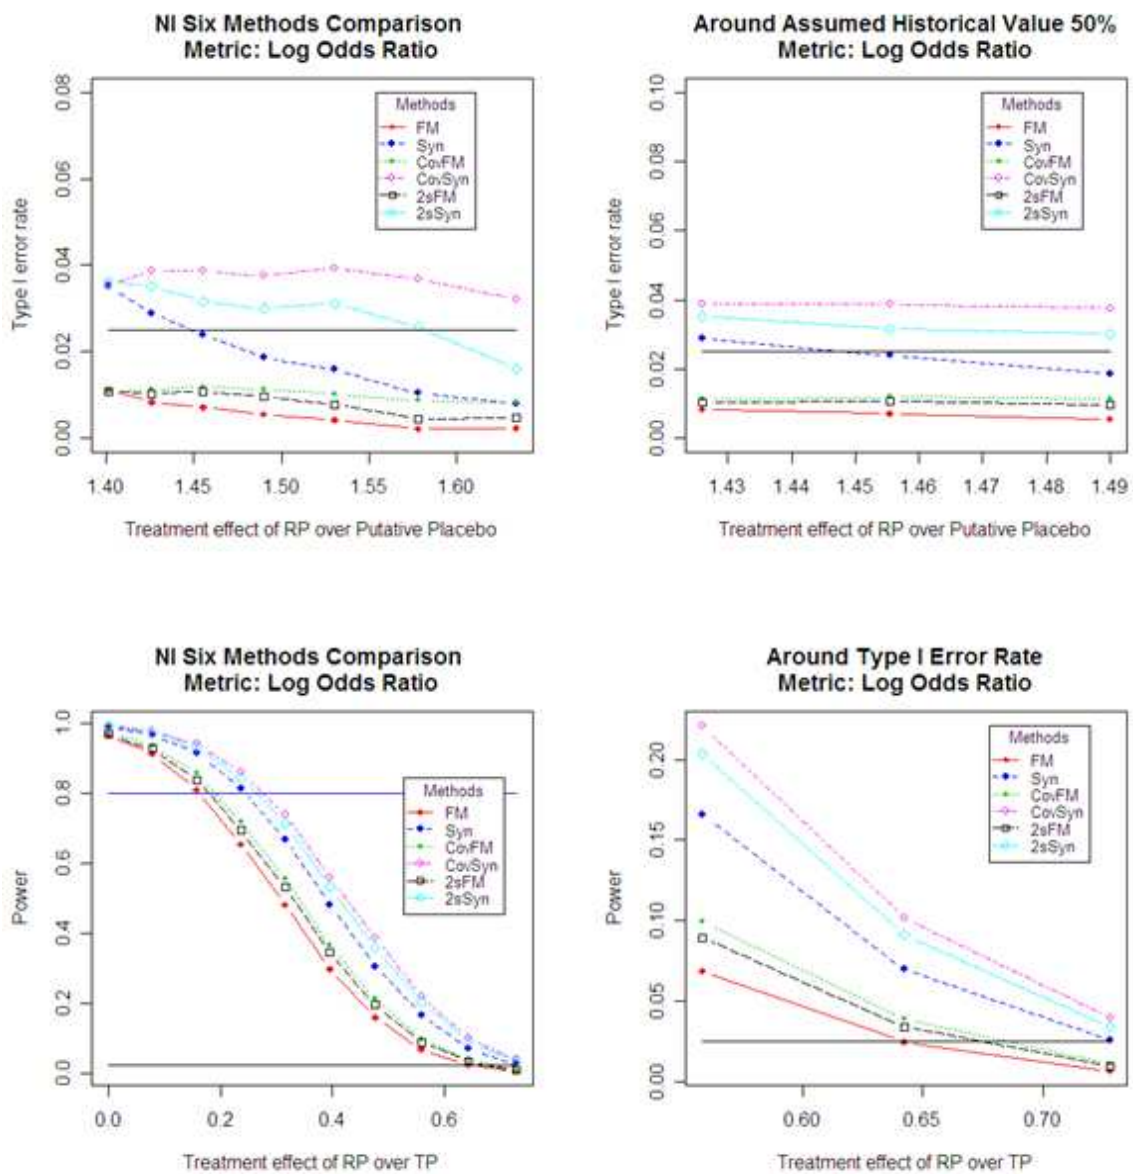 NI Six Methods Comparison
Metric: Log Odds Ratio
Type I error rate
0.08
0.06
0.04
0.02
0.00
Methods
FM
Syn
CovFM
CovSyn
2sFM
2sSyn
1.40 1.45 1.50 1.55 1.60
Treatment effect of RP over Putative Placebo
Around Assumed Historical Value 50%
Metric: Log Odds Ratio
Type I error rate
0.10
0.08
0.06
0.04
0.02
0.00
Methods
FM
Syn
CovFM
CovSyn
2sFM
2sSyn
1.43 1.44 1.45 1.46 1.47 1.48 1.49
Treatment effect of RP over Putative Placebo
NI Six Methods Comparison
Metric: Log Odds Ratio
Power
1.0
0.8
0.6
0.4
0.2
0.0
Methods
FM
Syn
CovFM
CovSyn
2sFM
2sSyn
0.0 0.2 0.4 0.6
Treatment effect of RP over TP
Around Type I Error Rate
Metric: Log Odds Ratio
Power
0.20
0.15
0.10
0.05
0.00
Methods
FM
Syn
CovFM
CovSyn
2sFM
2sSyn
0.60 0.65 0.70
Treatment effect of RP over TP